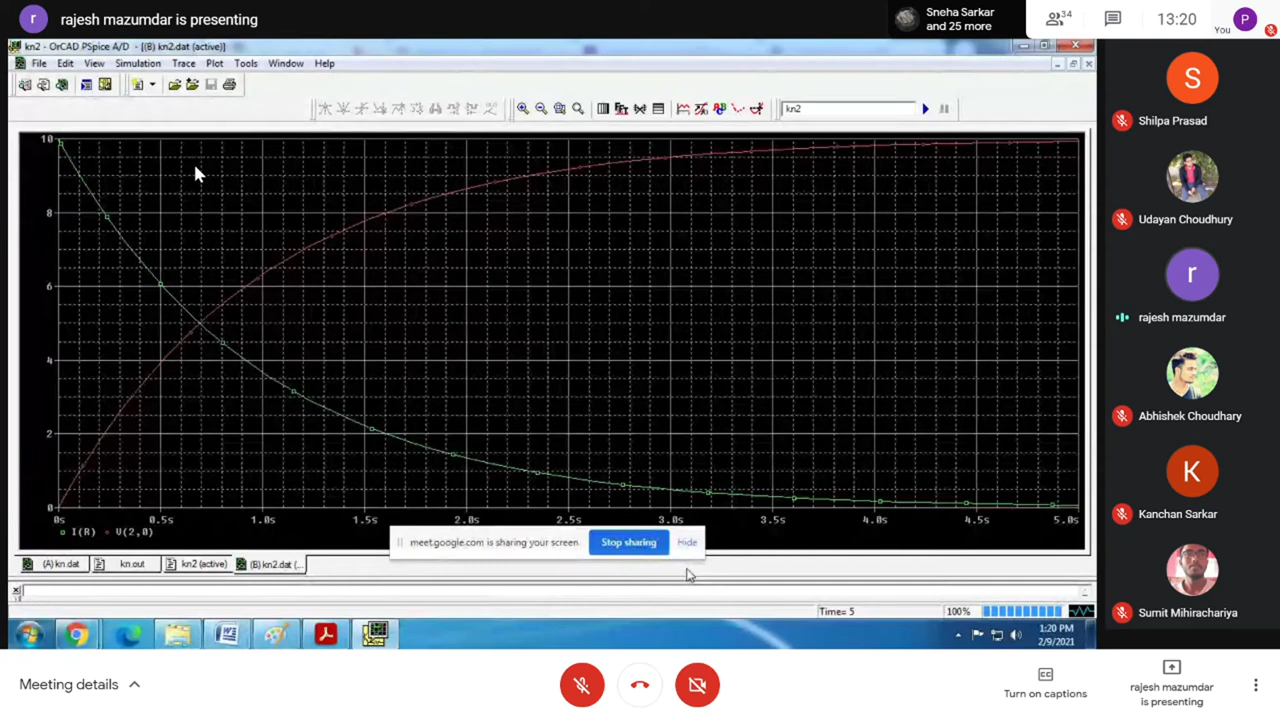 r
rajesh mazumdar is presenting
Sneha Sarkar
and 25 more
34
13:20
You
P
kn2 - OrCAD PSpice A/D - [(B) kn2.dat (active)]
File Edit View Simulation Trace Plot Tools Window Help
kn2
10
8
6
4
2
0
0s 0.5s 1.0s 1.5s 2.0s 2.5s 3.0s 3.5s 4.0s 4.5s 5.0s
I(R) V(2,0)
meet.google.com is sharing your screen.
Stop sharing
Hide
(A) kn.dat
kn.out
kn2 (active)
(B) kn2.dat (...
Time= 5
100%
1:20 PM
2/9/2021
S
Shilpa Prasad
Udayan Choudhury
r
rajesh mazumdar
Abhishek Choudhary
K
Kanchan Sarkar
Sumit Mihirachariya
Meeting details
CC
Turn on captions
rajesh mazumdar
is presenting